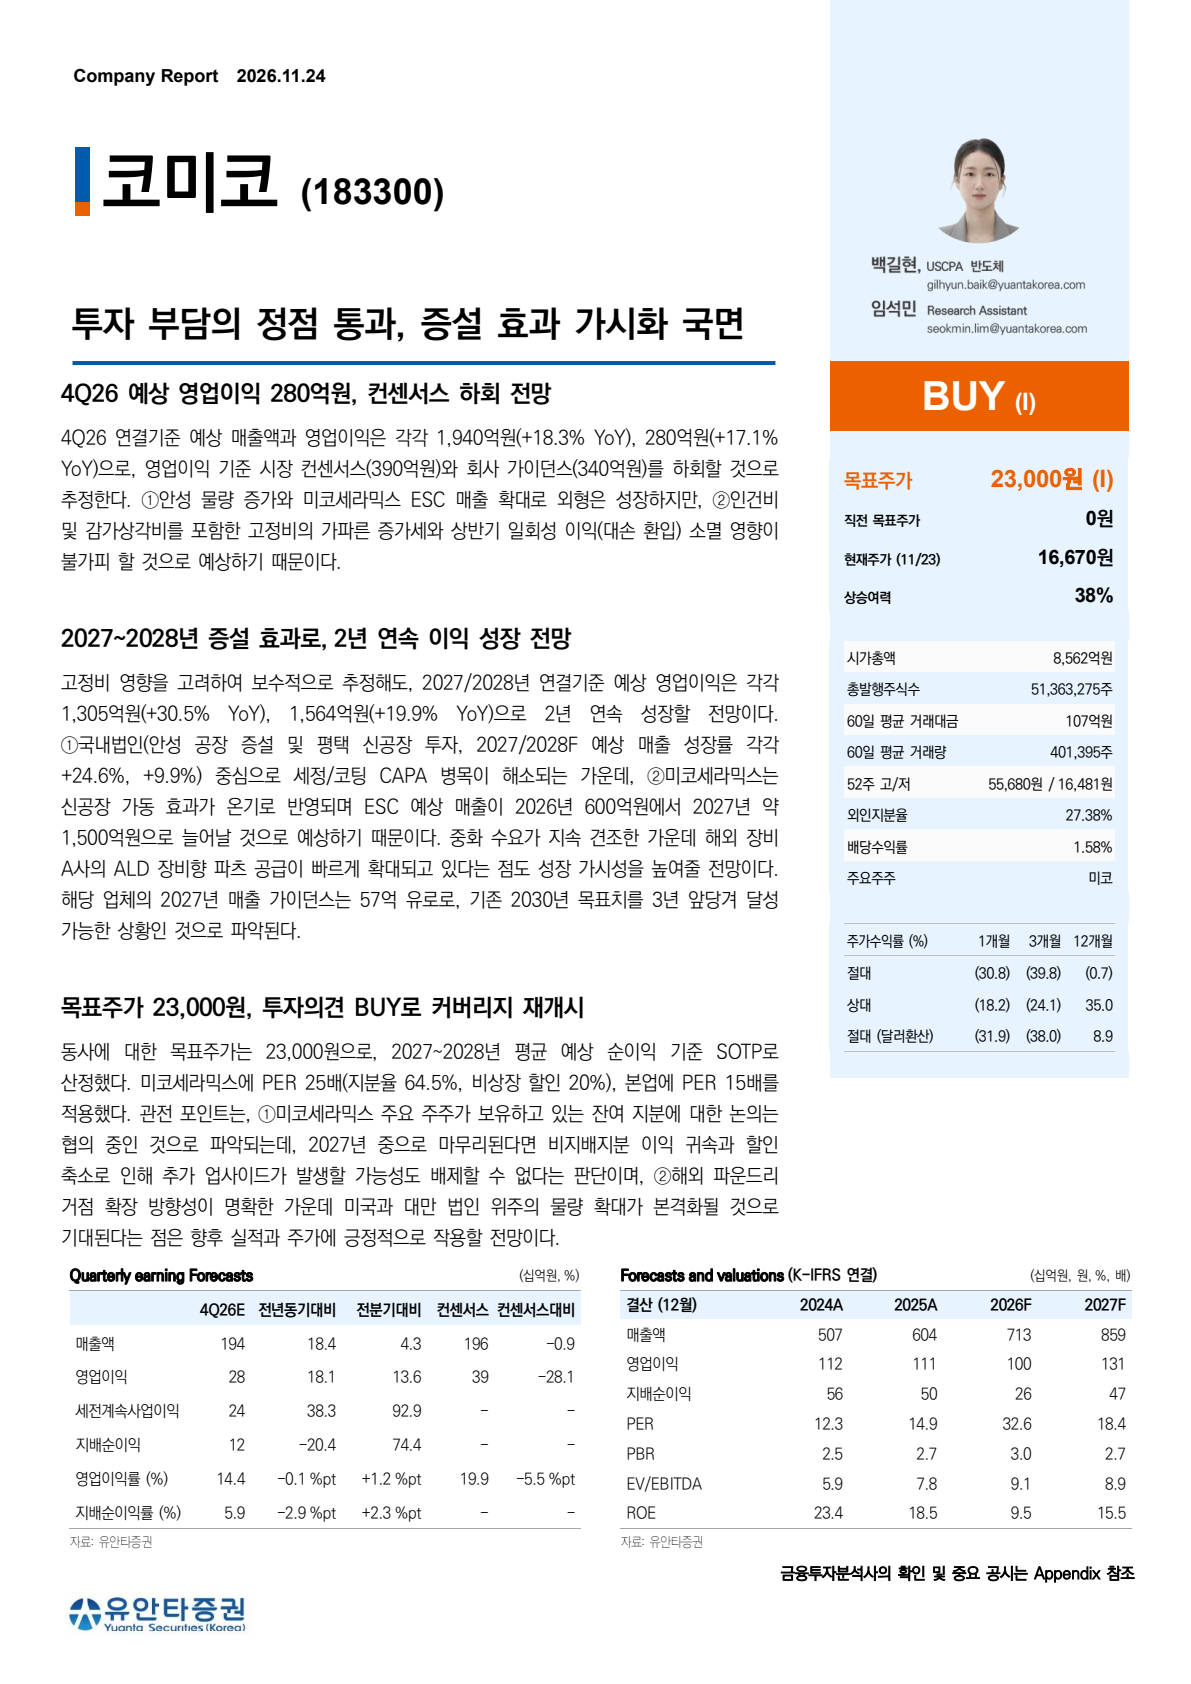 Company Report 2026.11.24
코미코 (183300)
투자 부담의 정점 통과, 증설 효과 가시화 국면
4Q26 예상 영업이익 280억원, 컨센서스 하회 전망
4Q26 연결기준 예상 매출액과 영업이익은 각각 1,940억원(+18.3% YoY), 280억원(+17.1%
YoY)으로, 영업이익 기준 시장 컨센서스(390억원)와 회사 가이던스(340억원)를 하회할 것으로
추정한다. ①안성 물량 증가와 미코세라믹스 ESC 매출 확대로 외형은 성장하지만, ②인건비
및 감가상각비를 포함한 고정비의 가파른 증가세와 상반기 일회성 이익(대손 환입) 소멸 영향이
불가피 할 것으로 예상하기 때문이다.
2027~2028년 증설 효과로, 2년 연속 이익 성장 전망
고정비 영향을 고려하여 보수적으로 추정해도, 2027/2028년 연결기준 예상 영업이익은 각각
1,305억원(+30.5% YoY), 1,564억원(+19.9% YoY)으로 2년 연속 성장할 전망이다.
①국내법인(안성 공장 증설 및 평택 신공장 투자, 2027/2028F 예상 매출 성장률 각각
+24.6%, +9.9%) 중심으로 세정/코팅 CAPA 병목이 해소되는 가운데, ②미코세라믹스는
신공장 가동 효과가 온기로 반영되며 ESC 예상 매출이 2026년 600억원에서 2027년 약
1,500억원으로 늘어날 것으로 예상하기 때문이다. 중화 수요가 지속 견조한 가운데 해외 장비
A사의 ALD 장비향 파츠 공급이 빠르게 확대되고 있다는 점도 성장 가시성을 높여줄 전망이다.
해당 업체의 2027년 매출 가이던스는 57억 유로로, 기존 2030년 목표치를 3년 앞당겨 달성
가능한 상황인 것으로 파악된다.
목표주가 23,000원, 투자의견 BUY로 커버리지 재개시
동사에 대한 목표주가는 23,000원으로, 2027~2028년 평균 예상 순이익 기준 SOTP로
산정했다. 미코세라믹스에 PER 25배(지분율 64.5%, 비상장 할인 20%), 본업에 PER 15배를
적용했다. 관전 포인트는, ①미코세라믹스 주요 주주가 보유하고 있는 잔여 지분에 대한 논의는
협의 중인 것으로 파악되는데, 2027년 중으로 마무리된다면 비지배지분 이익 귀속과 할인
축소로 인해 추가 업사이드가 발생할 가능성도 배제할 수 없다는 판단이며, ②해외 파운드리
거점 확장 방향성이 명확한 가운데 미국과 대만 법인 위주의 물량 확대가 본격화될 것으로
기대된다는 점은 향후 실적과 주가에 긍정적으로 작용할 전망이다.
백길현, USCPA 반도체
gilhyun.baik@yuantakorea.com
임석민 Research Assistant
seokmin.lim@yuantakorea.com
BUY (I)
목표주가 23,000원 (I)
직전 목표주가 0원
현재주가 (11/23) 16,670원
상승여력 38%
시가총액 8,562억원
총발행주식수 51,363,275주
60일 평균 거래대금 107억원
60일 평균 거래량 401,395주
52주 고/저 55,680원 / 16,481원
외인지분율 27.38%
배당수익률 1.58%
주요주주 미코
주가수익률 (%) 1개월 3개월 12개월
절대 (30.8) (39.8) (0.7)
상대 (18.2) (24.1) 35.0
절대 (달러환산) (31.9) (38.0) 8.9
Quarterly earning Forecasts (십억원, %)
4Q26E 전년동기대비 전분기대비 컨센서스 컨센서스대비
매출액 194 18.4 4.3 196 -0.9
영업이익 28 18.1 13.6 39 -28.1
세전계속사업이익 24 38.3 92.9 - -
지배순이익 12 -20.4 74.4 - -
영업이익률 (%) 14.4 -0.1 %pt +1.2 %pt 19.9 -5.5 %pt
지배순이익률 (%) 5.9 -2.9 %pt +2.3 %pt - -
자료: 유안타증권
Forecasts and valuations (K-IFRS 연결) (십억원, 원, %, 배)
결산 (12월) 2024A 2025A 2026F 2027F
매출액 507 604 713 859
영업이익 112 111 100 131
지배순이익 56 50 26 47
PER 12.3 14.9 32.6 18.4
PBR 2.5 2.7 3.0 2.7
EV/EBITDA 5.9 7.8 9.1 8.9
ROE 23.4 18.5 9.5 15.5
자료: 유안타증권
금융투자분석사의 확인 및 중요 공시는 Appendix 참조
유안타증권
Yuanta Securities (Korea)